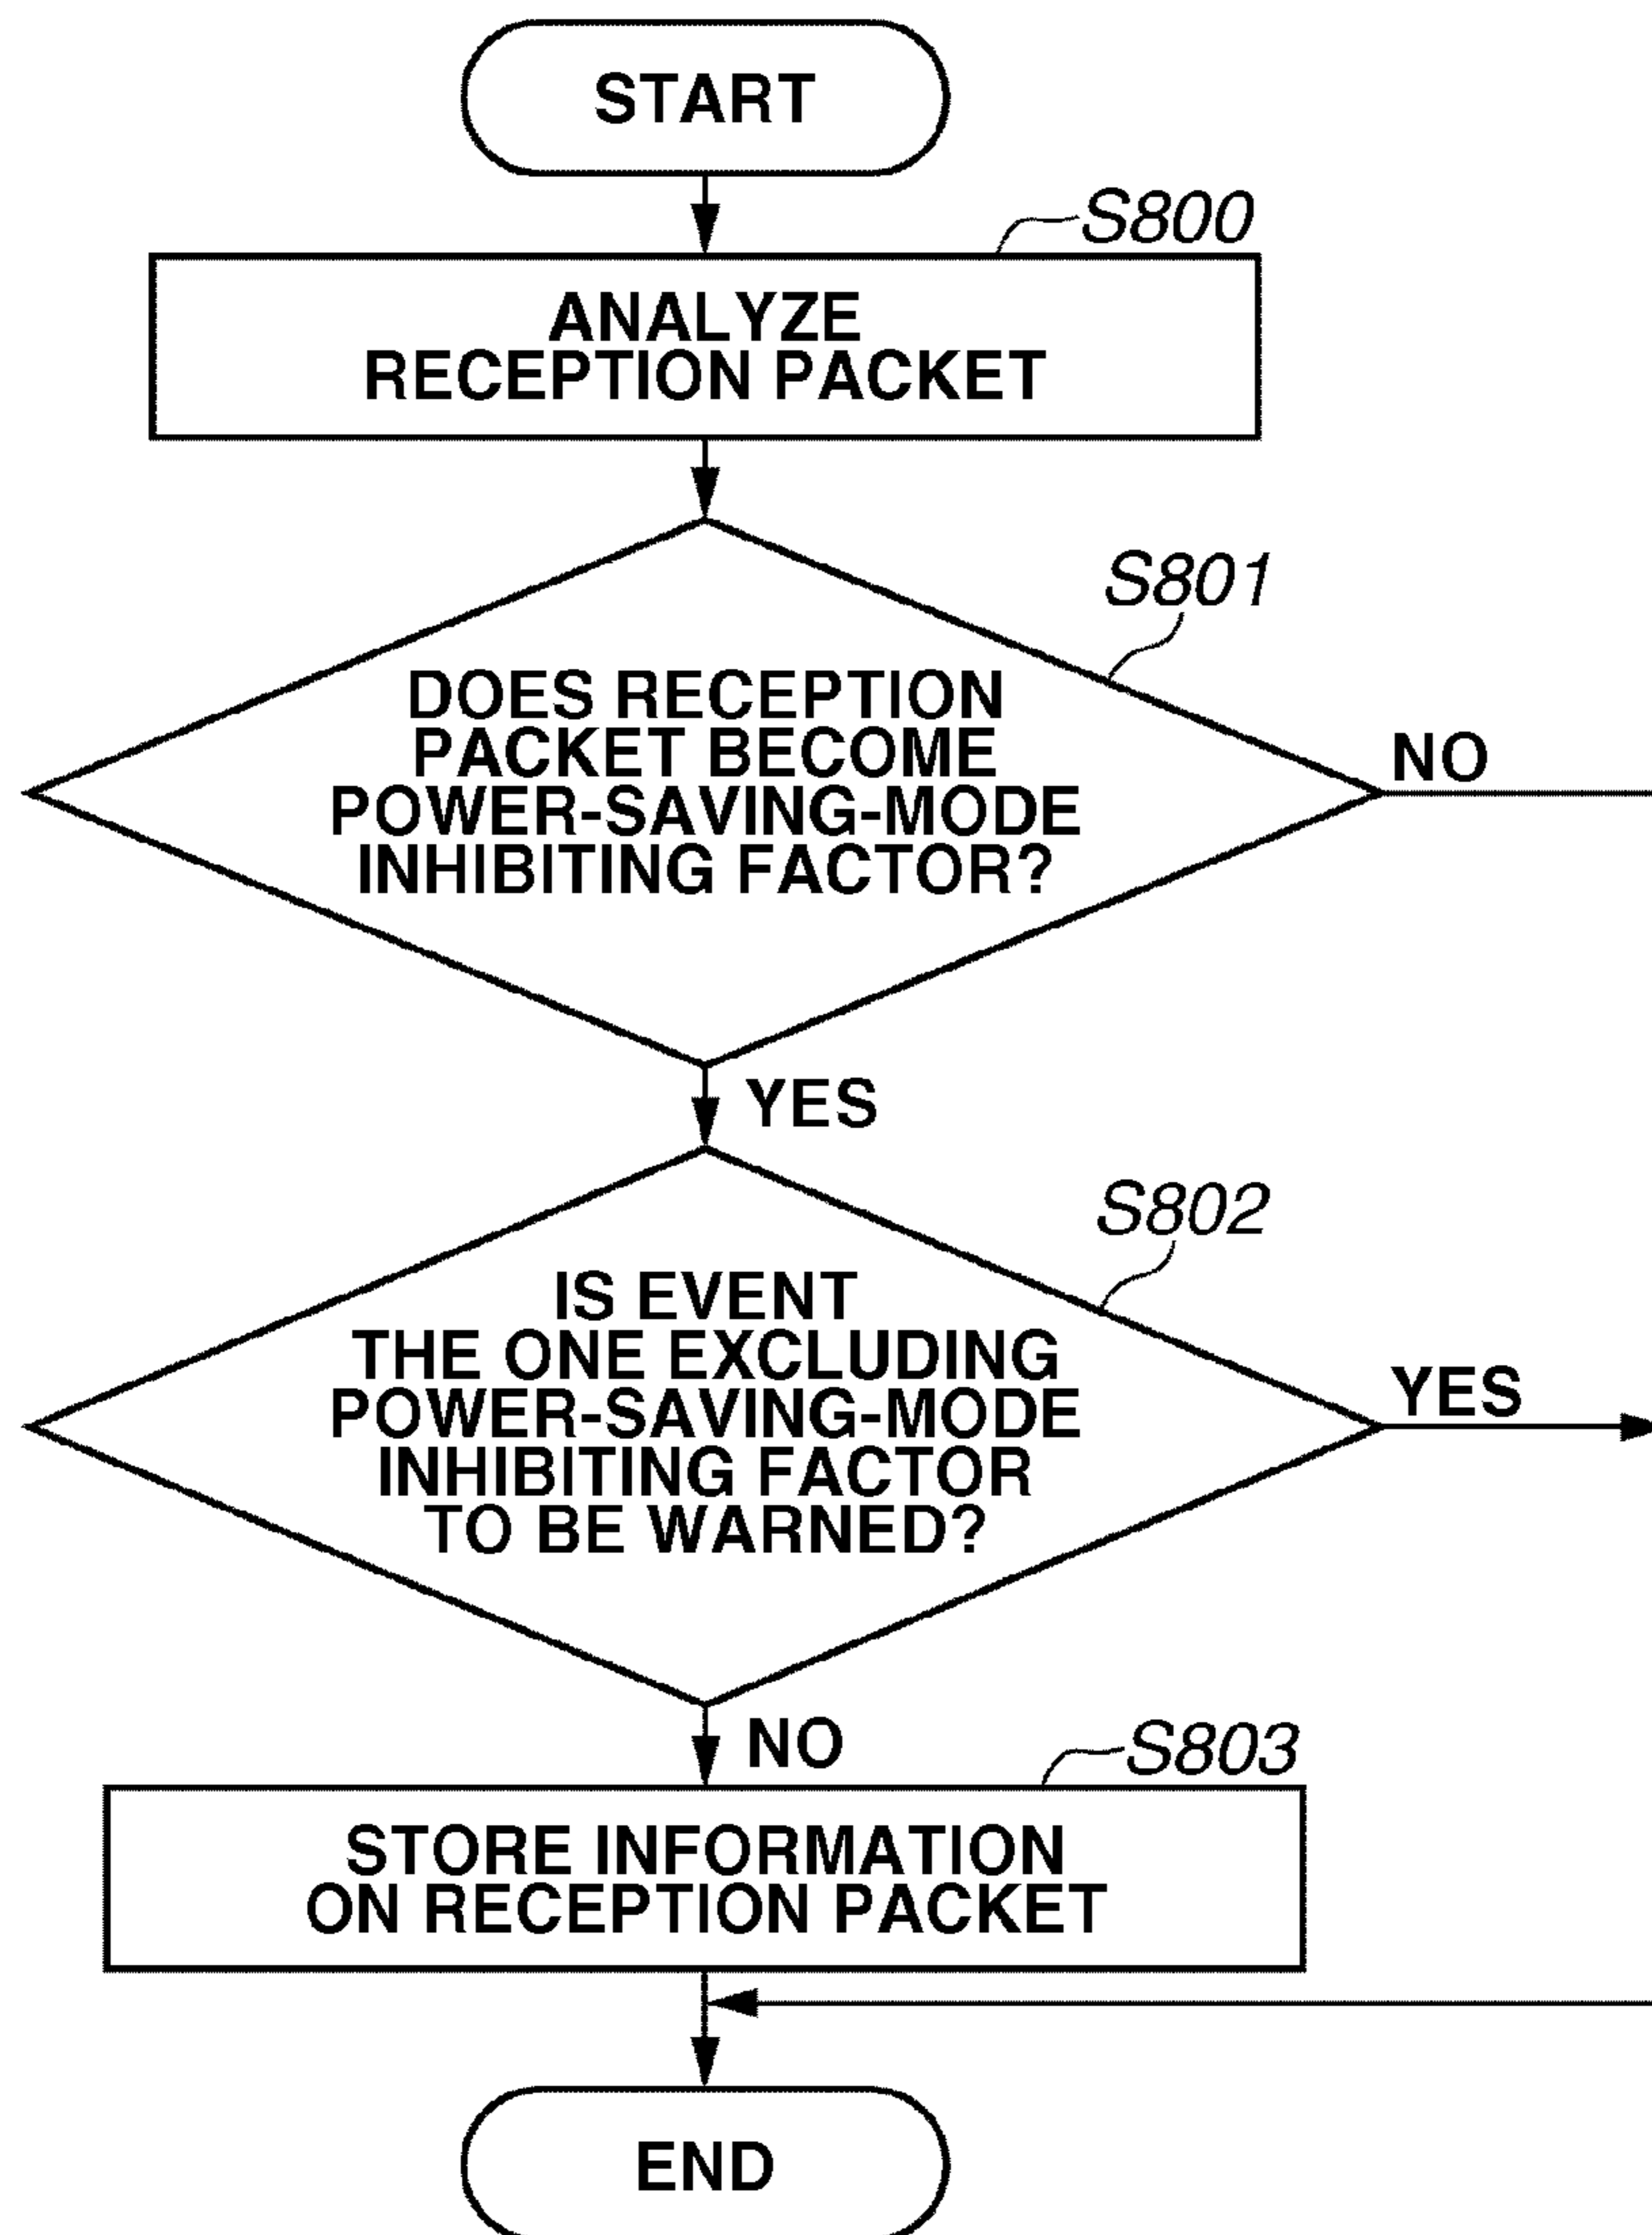 START
S800
ANALYZE
RECEPTION PACKET
S801
DOES RECEPTION
PACKET BECOME
POWER-SAVING-MODE
INHIBITING FACTOR?
NO
YES
S802
IS EVENT
THE ONE EXCLUDING
POWER-SAVING-MODE
INHIBITING FACTOR
TO BE WARNED?
YES
NO
S803
STORE INFORMATION
ON RECEPTION PACKET
END